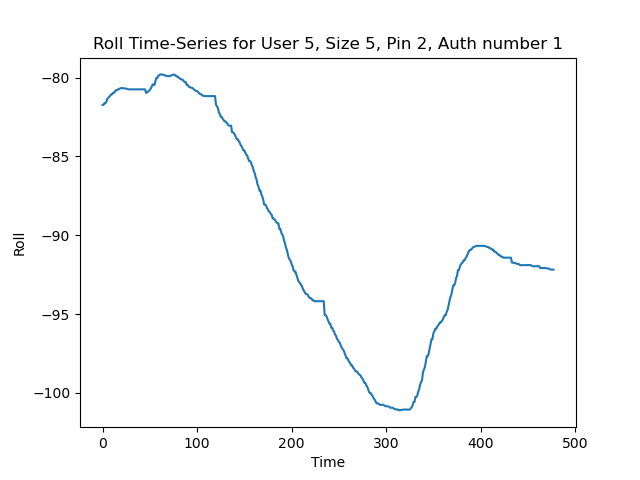 Roll Time-Series for User 5, Size 5, Pin 2, Auth number 1
−80
−85
−90
−95
−100
Roll
0 100 200 300 400 500
Time